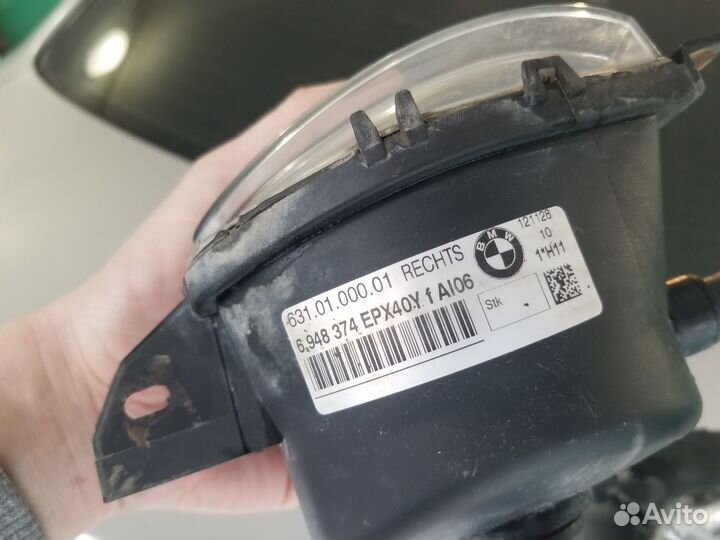 631.01.000.01 RECHTS
6.948 374 EPX40Y f AI06
BMW
121128
10
1*H11
Stk
Avito